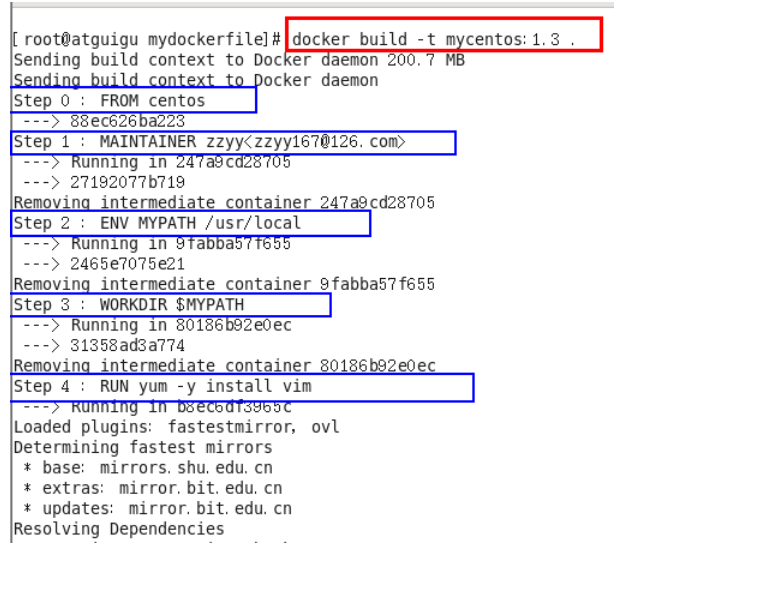 [root@atguigu mydockerfile]# docker build -t mycentos:1.3 .
Sending build context to Docker daemon 200.7 MB
Sending build context to Docker daemon
Step 0 : FROM centos
---> 88ec626ba223
Step 1 : MAINTAINER zzyy<zzyy167@126.com>
---> Running in 247a9cd28705
---> 27192077b719
Removing intermediate container 247a9cd28705
Step 2 : ENV MYPATH /usr/local
---> Running in 9fabba57f655
---> 2465e7075e21
Removing intermediate container 9fabba57f655
Step 3 : WORKDIR $MYPATH
---> Running in 80186b92e0ec
---> 31358ad3a774
Removing intermediate container 80186b92e0ec
Step 4 : RUN yum -y install vim
---> Running in b8ec6df3965c
Loaded plugins: fastestmirror, ovl
Determining fastest mirrors
* base: mirrors.shu.edu.cn
* extras: mirror.bit.edu.cn
* updates: mirror.bit.edu.cn
Resolving Dependencies